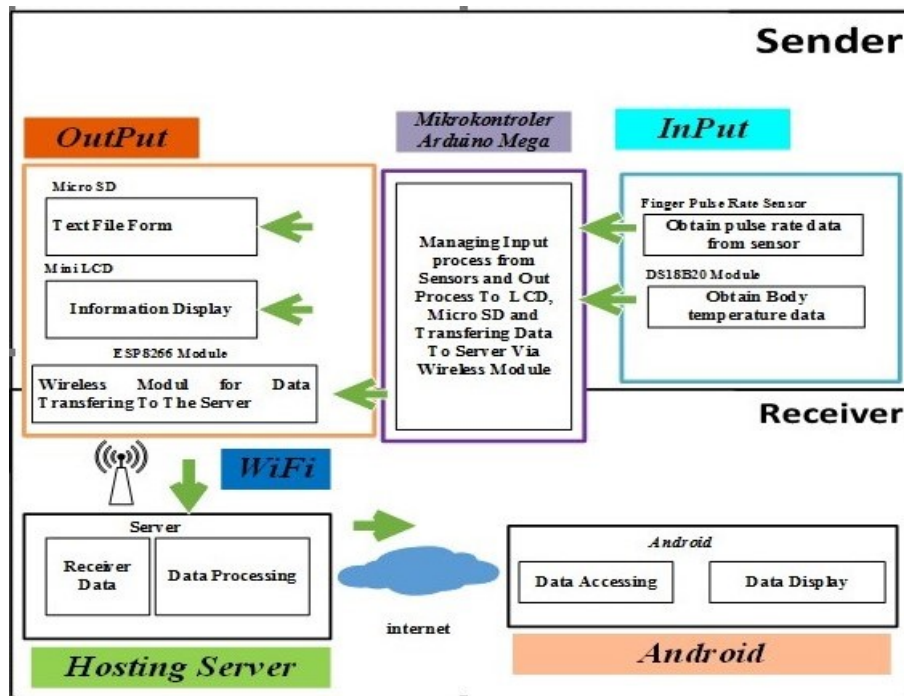 Sender
OutPut
Mikrokontroler
Arduino Mega
InPut
Micro SD
Text File Form
Mini LCD
Information Display
ESP8266 Module
Wireless Modul for Data
Transfering To The Server
Managing Input
process from
Sensors and Out
Process To LCD,
Micro SD and
Transfering Data
To Server Via
Wireless Module
Finger Pulse Rate Sensor
Obtain pulse rate data
from sensor
DS18B20 Module
Obtain Body
temperature data
Receiver
WiFi
Server
Receiver
Data
Data Processing
internet
Android
Data Accessing
Data Display
Hosting Server
Android